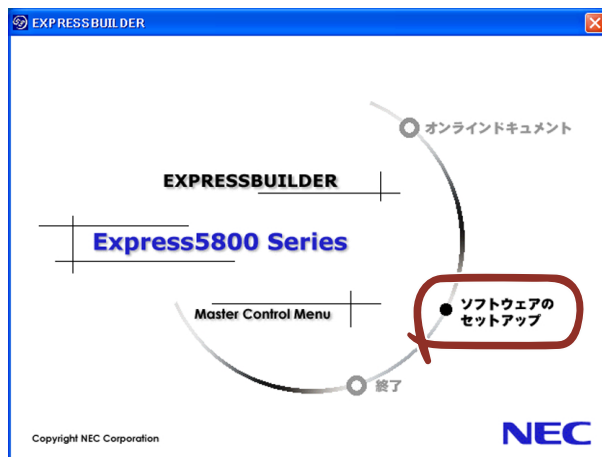 EXPRESSBUILDER
オンラインドキュメント
EXPRESSBUILDER
Express5800 Series
ソフトウェアの
セットアップ
Master Control Menu
終了
Copyright NEC Corporation
NEC